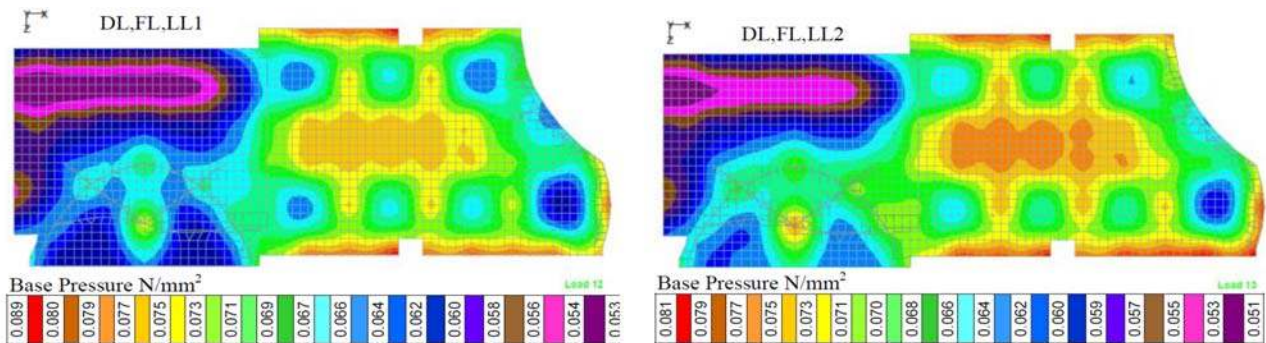 Y X
Z
DL,FL,LL1
Base Pressure N/mm²
Load 12
0.089 0.080 0.079 0.077 0.075 0.073 0.071 0.069 0.067 0.066 0.064 0.062 0.060 0.058 0.056 0.054 0.053
Y X
Z
DL,FL,LL2
Base Pressure N/mm²
Load 13
0.081 0.079 0.077 0.075 0.073 0.071 0.070 0.068 0.066 0.064 0.062 0.060 0.059 0.057 0.055 0.053 0.051